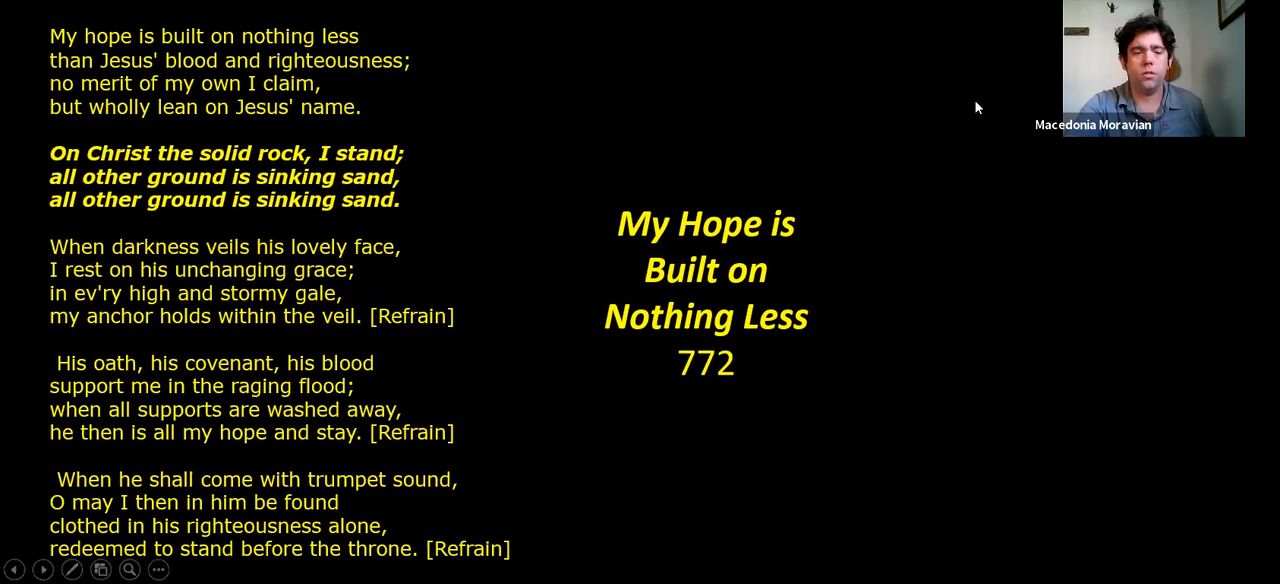 My hope is built on nothing less
than Jesus' blood and righteousness;
no merit of my own I claim,
but wholly lean on Jesus' name.
On Christ the solid rock, I stand;
all other ground is sinking sand,
all other ground is sinking sand.
When darkness veils his lovely face,
I rest on his unchanging grace;
in ev'ry high and stormy gale,
my anchor holds within the veil. [Refrain]
His oath, his covenant, his blood
support me in the raging flood;
when all supports are washed away,
he then is all my hope and stay. [Refrain]
When he shall come with trumpet sound,
O may I then in him be found
clothed in his righteousness alone,
redeemed to stand before the throne. [Refrain]
My Hope is
Built on
Nothing Less
772
Macedonia Moravian